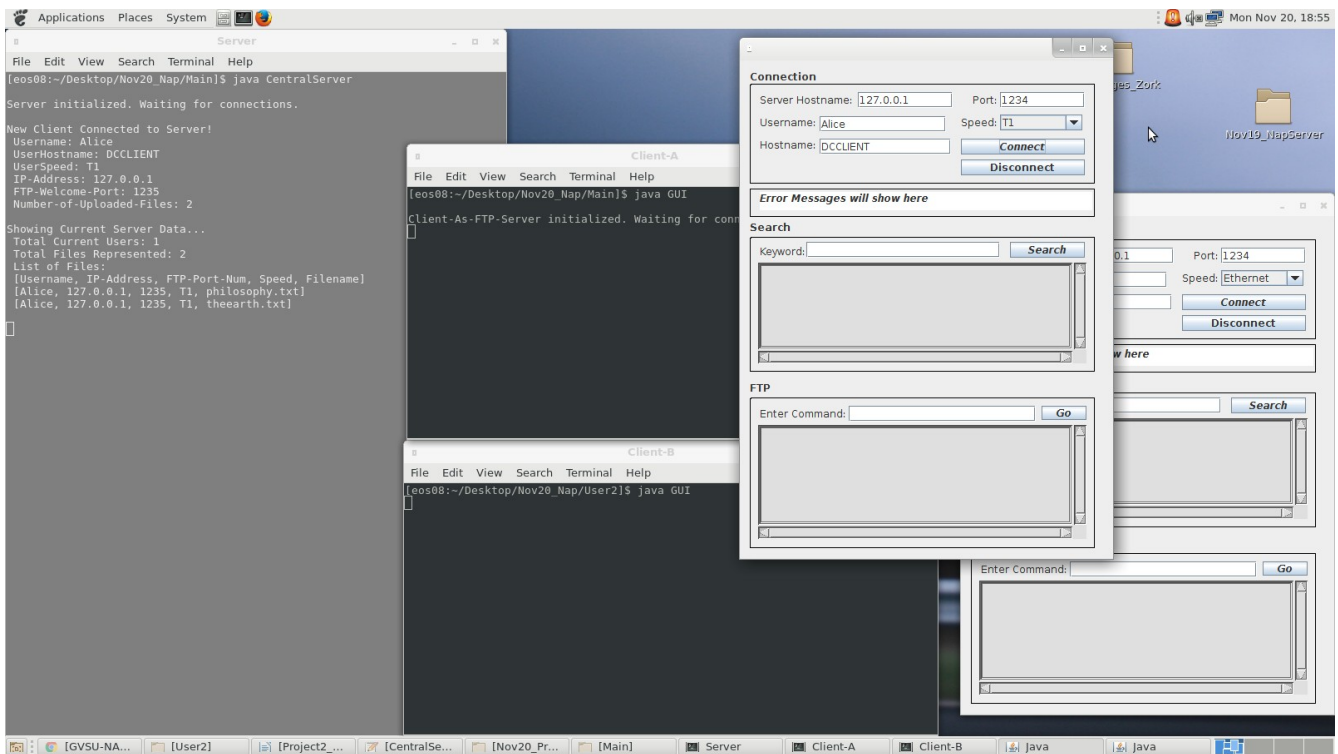 Applications Places System
Mon Nov 20, 18:55
Server
File Edit View Search Terminal Help
[eos08:~/Desktop/Nov20_Nap/Main]$ java CentralServer
Server initialized. Waiting for connections.
New Client Connected to Server!
Username: Alice
UserHostname: DCCLIENT
UserSpeed: T1
IP-Address: 127.0.0.1
FTP-Welcome-Port: 1235
Number-of-Uploaded-Files: 2
Showing Current Server Data...
Total Current Users: 1
Total Files Represented: 2
List of Files:
[Username, IP-Address, FTP-Port-Num, Speed, Filename]
[Alice, 127.0.0.1, 1235, T1, philosophy.txt]
[Alice, 127.0.0.1, 1235, T1, theearth.txt]
Client-A
File Edit View Search Terminal Help
[eos08:~/Desktop/Nov20_Nap/Main]$ java GUI
Client-As-FTP-Server initialized. Waiting for conn
Client-B
File Edit View Search Terminal Help
[eos08:~/Desktop/Nov20_Nap/User2]$ java GUI
Connection
Server Hostname: 127.0.0.1 Port: 1234
Username: Alice Speed: T1
Hostname: DCCLIENT Connect
Disconnect
Error Messages will show here
Search
Keyword: Search
FTP
Enter Command: Go
ges_Zork
Nov19_NapServer
0.1 Port: 1234
Speed: Ethernet
Connect
Disconnect
w here
Search
Enter Command: Go
[GVSU-NA... [User2] [Project2_... [CentralSe... [Nov20_Pr... [Main] Server Client-A Client-B Java Java